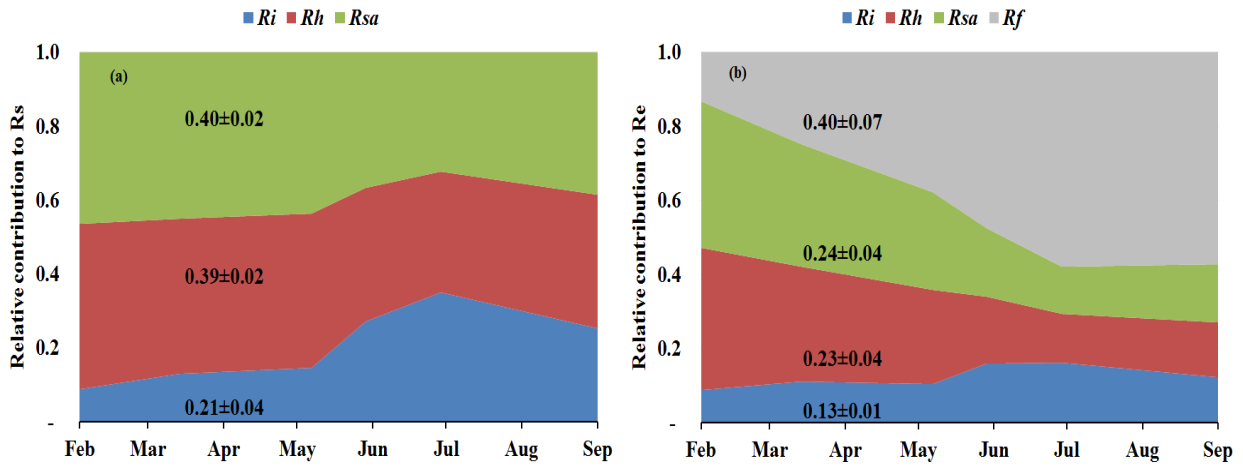 Ri Rh Rsa
Relative contribution to Rs
1.0
0.8
0.6
0.4
0.2
-
(a)
0.40±0.02
0.39±0.02
0.21±0.04
Feb Mar Apr May Jun Jul Aug Sep
Ri Rh Rsa Rf
Relative contribution to Re
1.0
0.8
0.6
0.4
0.2
-
(b)
0.40±0.07
0.24±0.04
0.23±0.04
0.13±0.01
Feb Mar Apr May Jun Jul Aug Sep